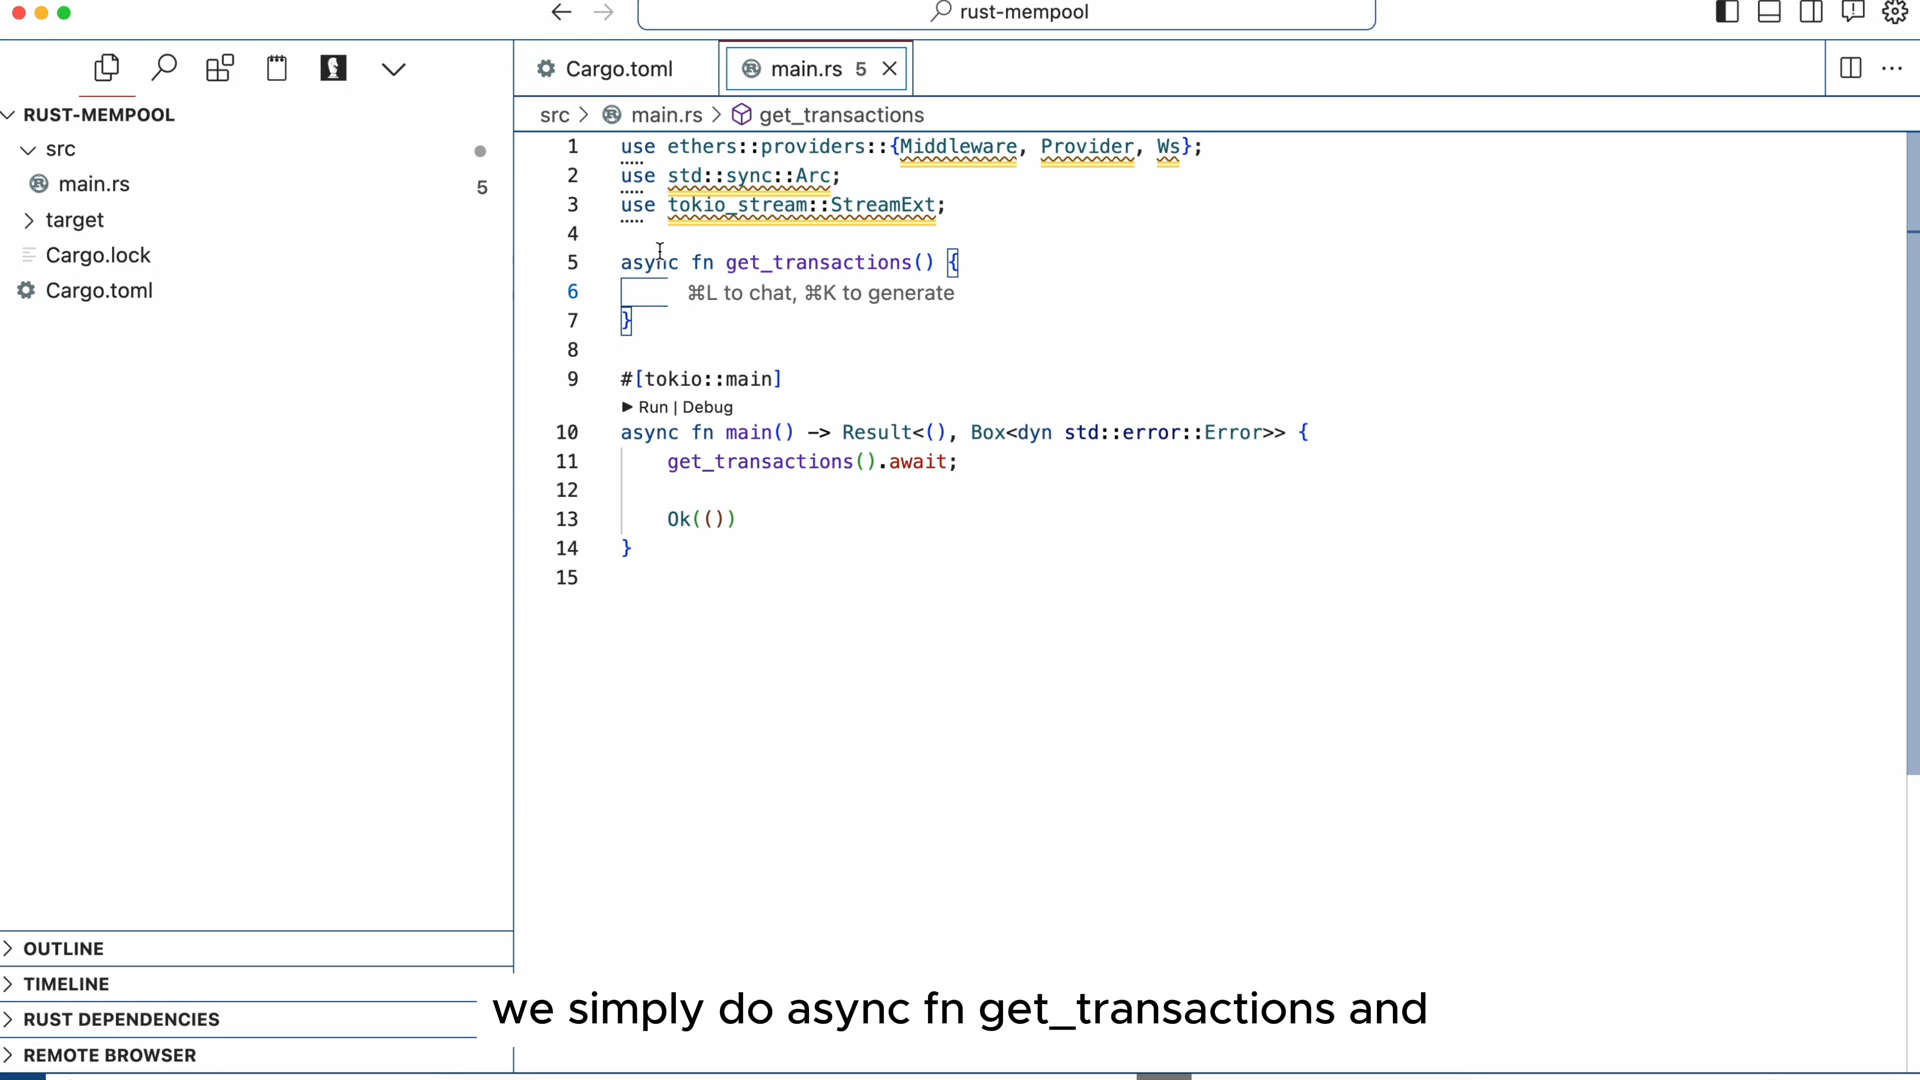 rust-mempool
Cargo.toml
main.rs 5
RUST-MEMPOOL
src
main.rs 5
target
Cargo.lock
Cargo.toml
OUTLINE
TIMELINE
RUST DEPENDENCIES
REMOTE BROWSER
src > main.rs > get_transactions
1 use ethers::providers::{Middleware, Provider, Ws};
2 use std::sync::Arc;
3 use tokio_stream::StreamExt;
4
5 async fn get_transactions() {
6 ⌘L to chat, ⌘K to generate
7 }
8
9 #[tokio::main]
Run | Debug
10 async fn main() -> Result<(), Box<dyn std::error::Error>> {
11 get_transactions().await;
12
13 Ok(())
14 }
15
we simply do async fn get_transactions and